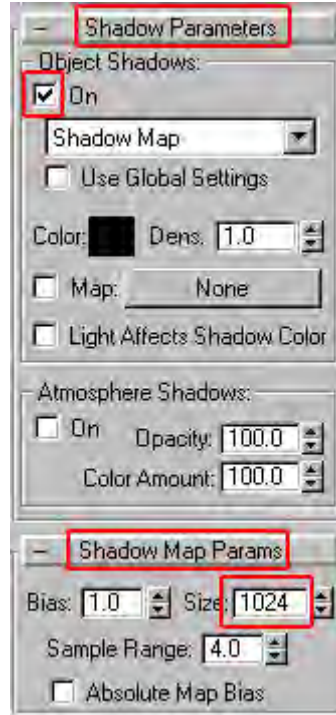 Shadow Parameters
Object Shadows:
On
Shadow Map
Use Global Settings
Color: Dens. 1.0
Map: None
Light Affects Shadow Color
Atmosphere Shadows:
On Opacity: 100.0
Color Amount: 100.0
Shadow Map Params
Bias: 1.0 Size: 1024
Sample Range: 4.0
Absolute Map Bias